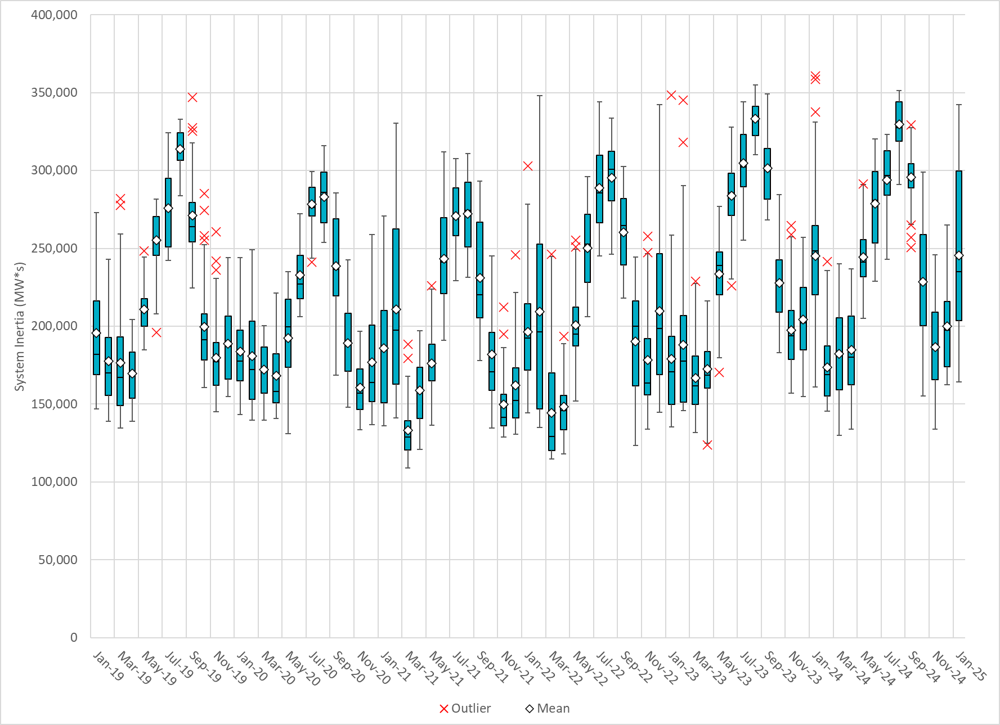 400,000
350,000
300,000
250,000
200,000
150,000
100,000
50,000
0
System Inertia (MW*s)
Jan-19
Mar-19
May-19
Jul-19
Sep-19
Nov-19
Jan-20
Mar-20
May-20
Jul-20
Sep-20
Nov-20
Jan-21
Mar-21
May-21
Jul-21
Sep-21
Nov-21
Jan-22
Mar-22
May-22
Jul-22
Sep-22
Nov-22
Jan-23
Mar-23
May-23
Jul-23
Sep-23
Nov-23
Jan-24
Mar-24
May-24
Jul-24
Sep-24
Nov-24
Jan-25
Outlier
Mean